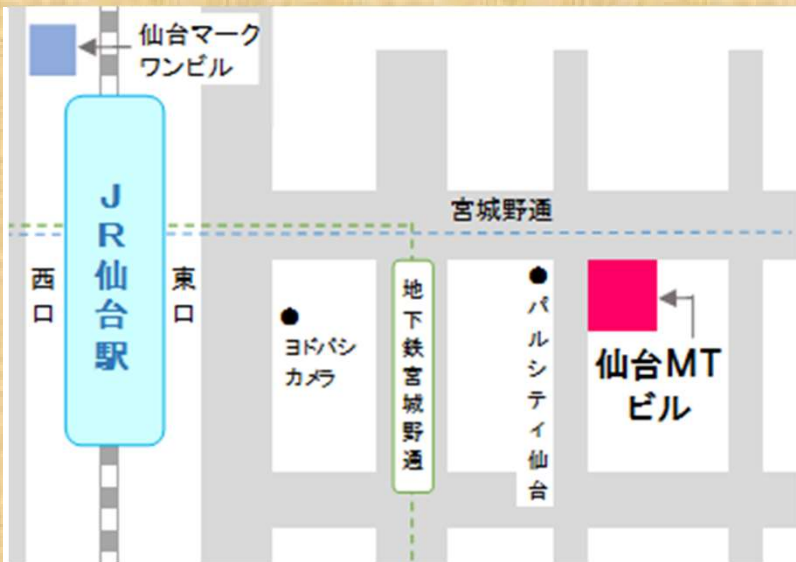 仙台マーク
ワンビル
JR仙台駅
西口
東口
宮城野通
ヨドバシ
カメラ
地下鉄宮城野通
パルシティ仙台
仙台MT
ビル